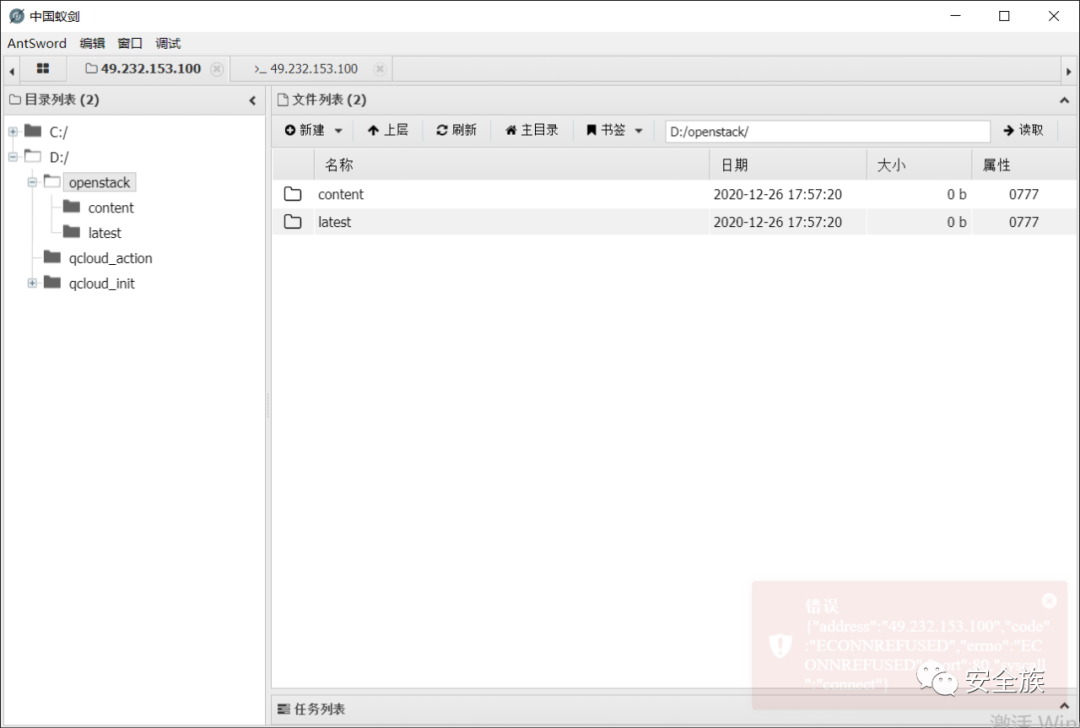 中国蚁剑
AntSword 编辑 窗口 调试
49.232.153.100 >_ 49.232.153.100
目录列表 (2)
文件列表 (2)
C:/
D:/
openstack
content
latest
qcloud_action
qcloud_init
新建 上层 刷新 主目录 书签 D:/openstack/ 读取
名称 日期 大小 属性
content 2020-12-26 17:57:20 0 b 0777
latest 2020-12-26 17:57:20 0 b 0777
错误
{"address":"49.232.153.100","code"
:"ECONNREFUSED","errno":"EC
ONNREFUSED","port":80,"syscall
":"connect"}
安全族
任务列表
激活 Win